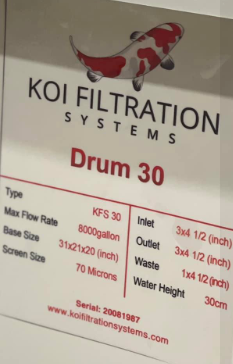 KOI FILTRATION
SYSTEMS
Drum 30
Type KFS 30
Max Flow Rate 8000gallon
Base Size 31x21x20 (inch)
Screen Size 70 Microns
Inlet 3x4 1/2 (inch)
Outlet 3x4 1/2 (inch)
Waste 1x4 1/2 (inch)
Water Height 30cm
Serial: 20081987
www.koifiltrationsystems.com